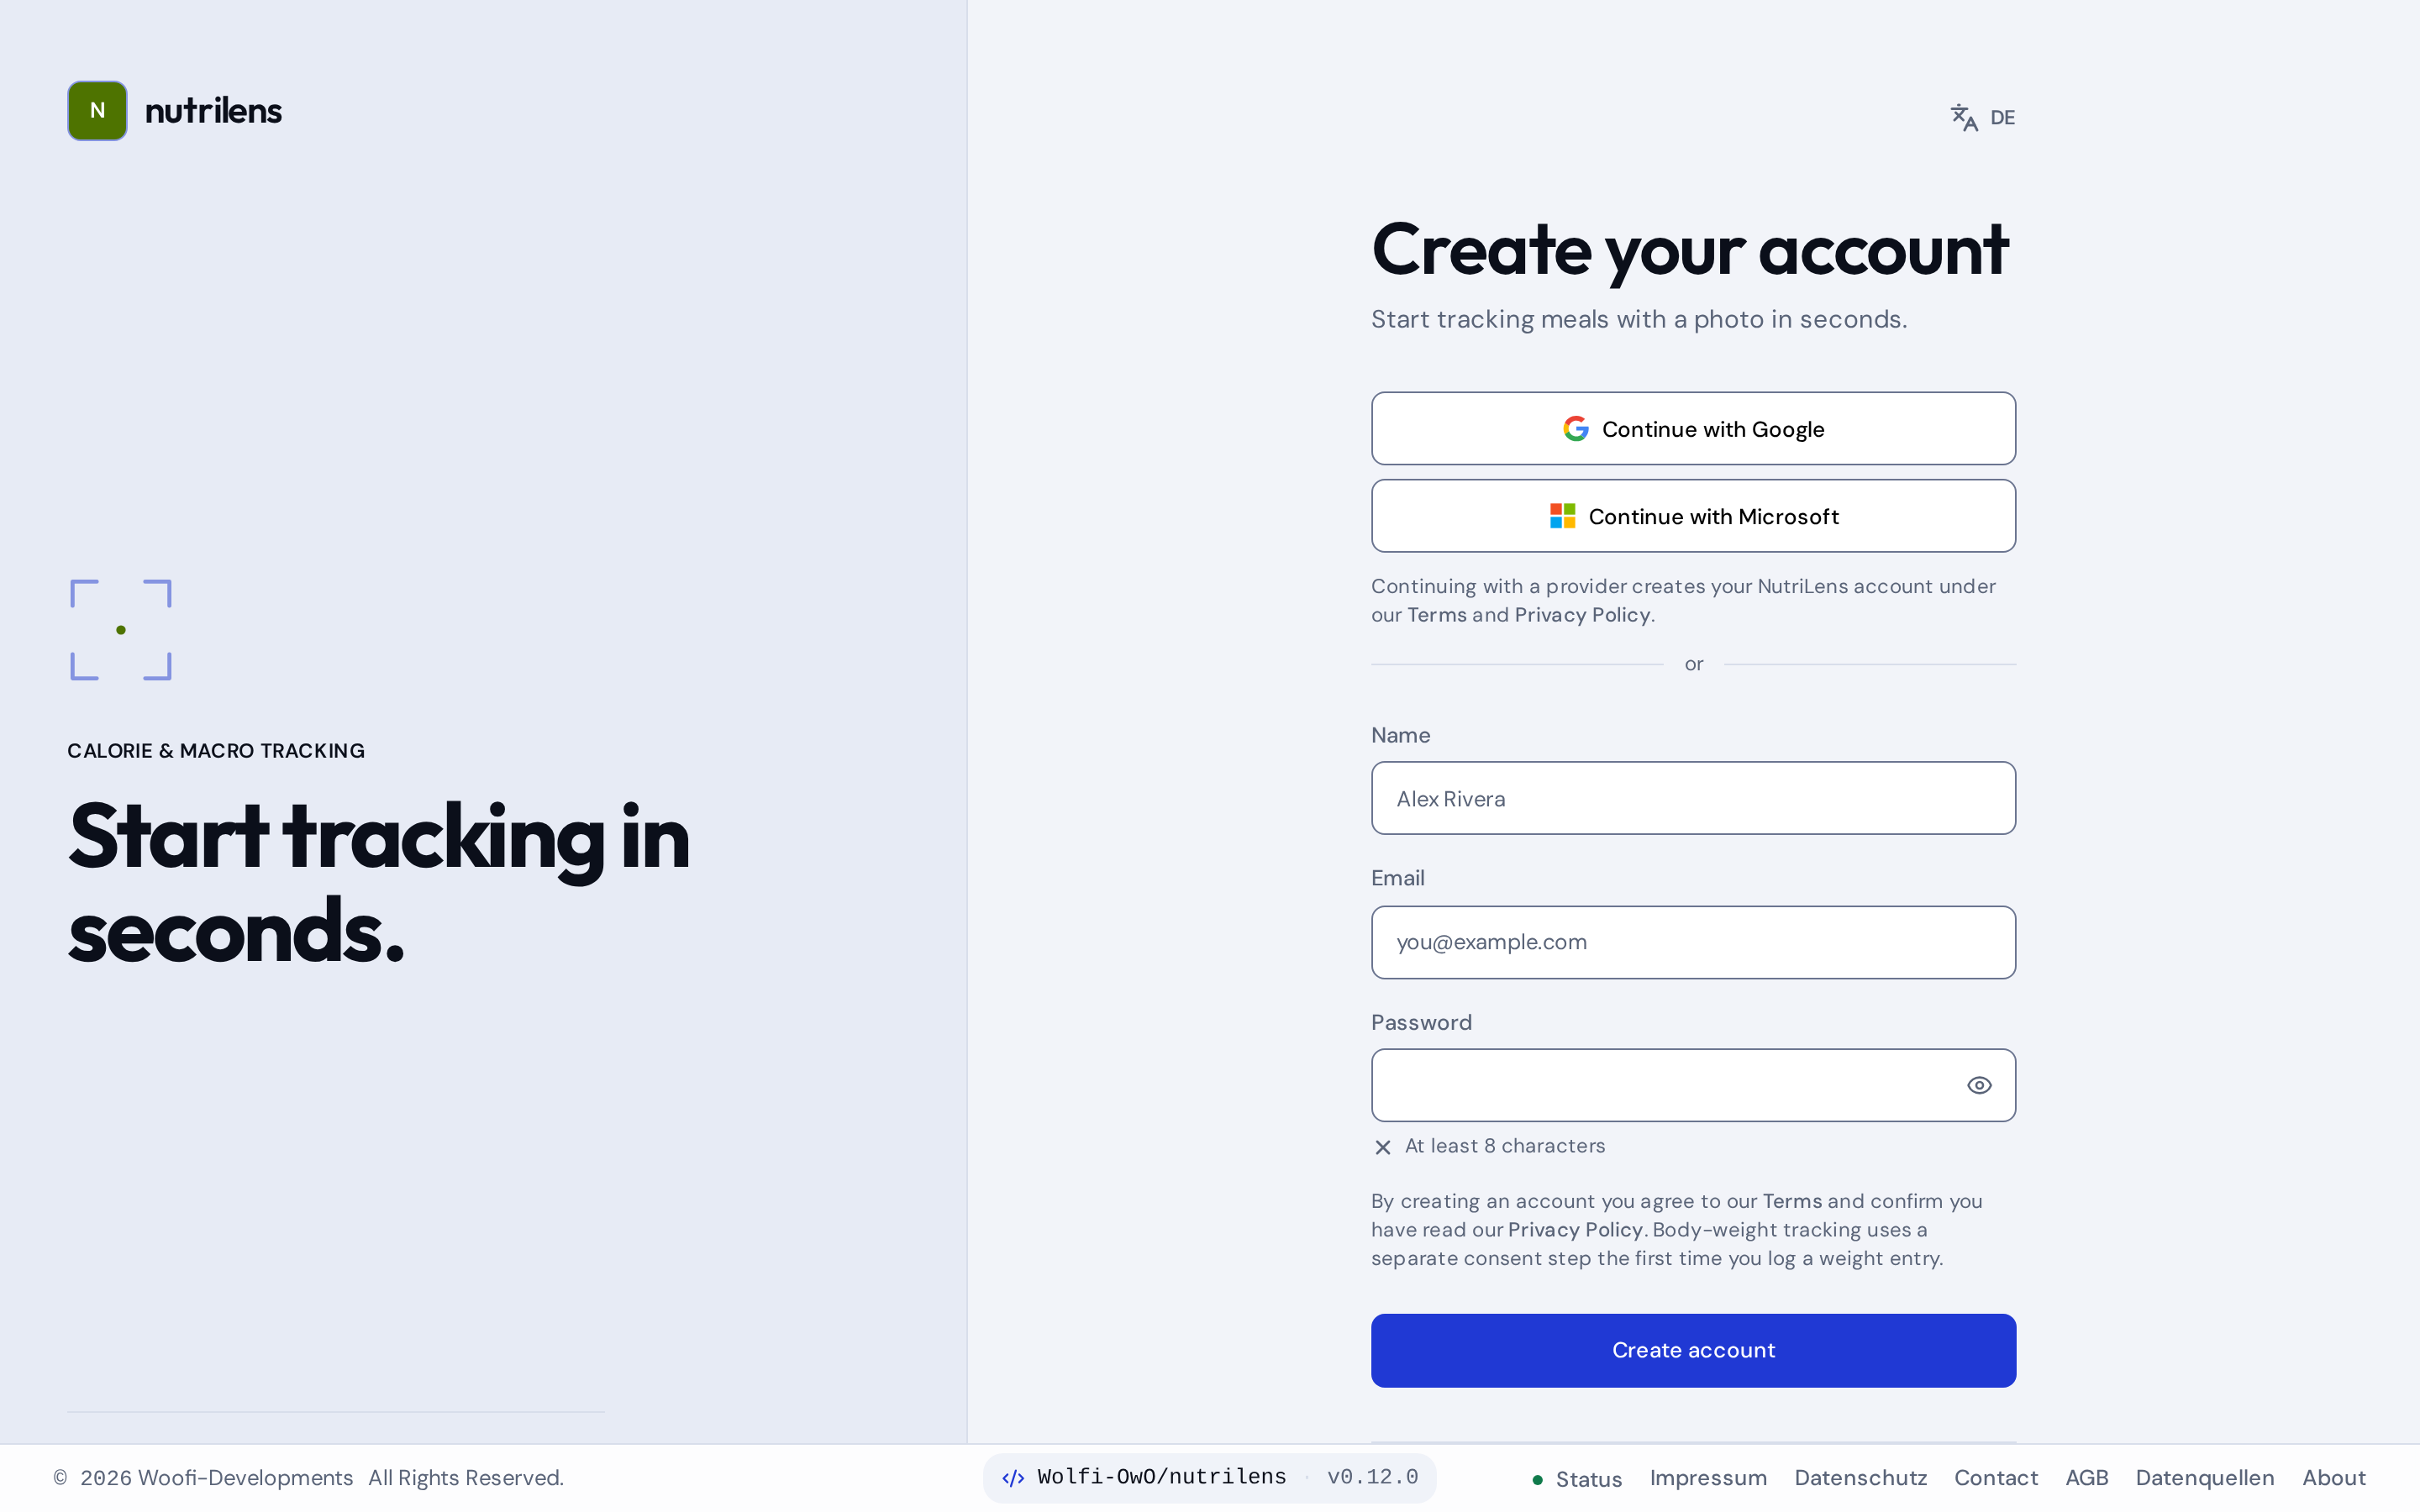 N
nutrilens
CALORIE & MACRO TRACKING
Start tracking in
seconds.
DE
Create your account
Start tracking meals with a photo in seconds.
Continue with Google
Continue with Microsoft
Continuing with a provider creates your NutriLens account under
our Terms and Privacy Policy.
or
Name
Alex Rivera
Email
you@example.com
Password
At least 8 characters
By creating an account you agree to our Terms and confirm you
have read our Privacy Policy. Body-weight tracking uses a
separate consent step the first time you log a weight entry.
Create account
© 2026 Woofi-Developments All Rights Reserved.
Wolfi-OwO/nutrilens · v0.12.0
Status Impressum Datenschutz Contact AGB Datenquellen About